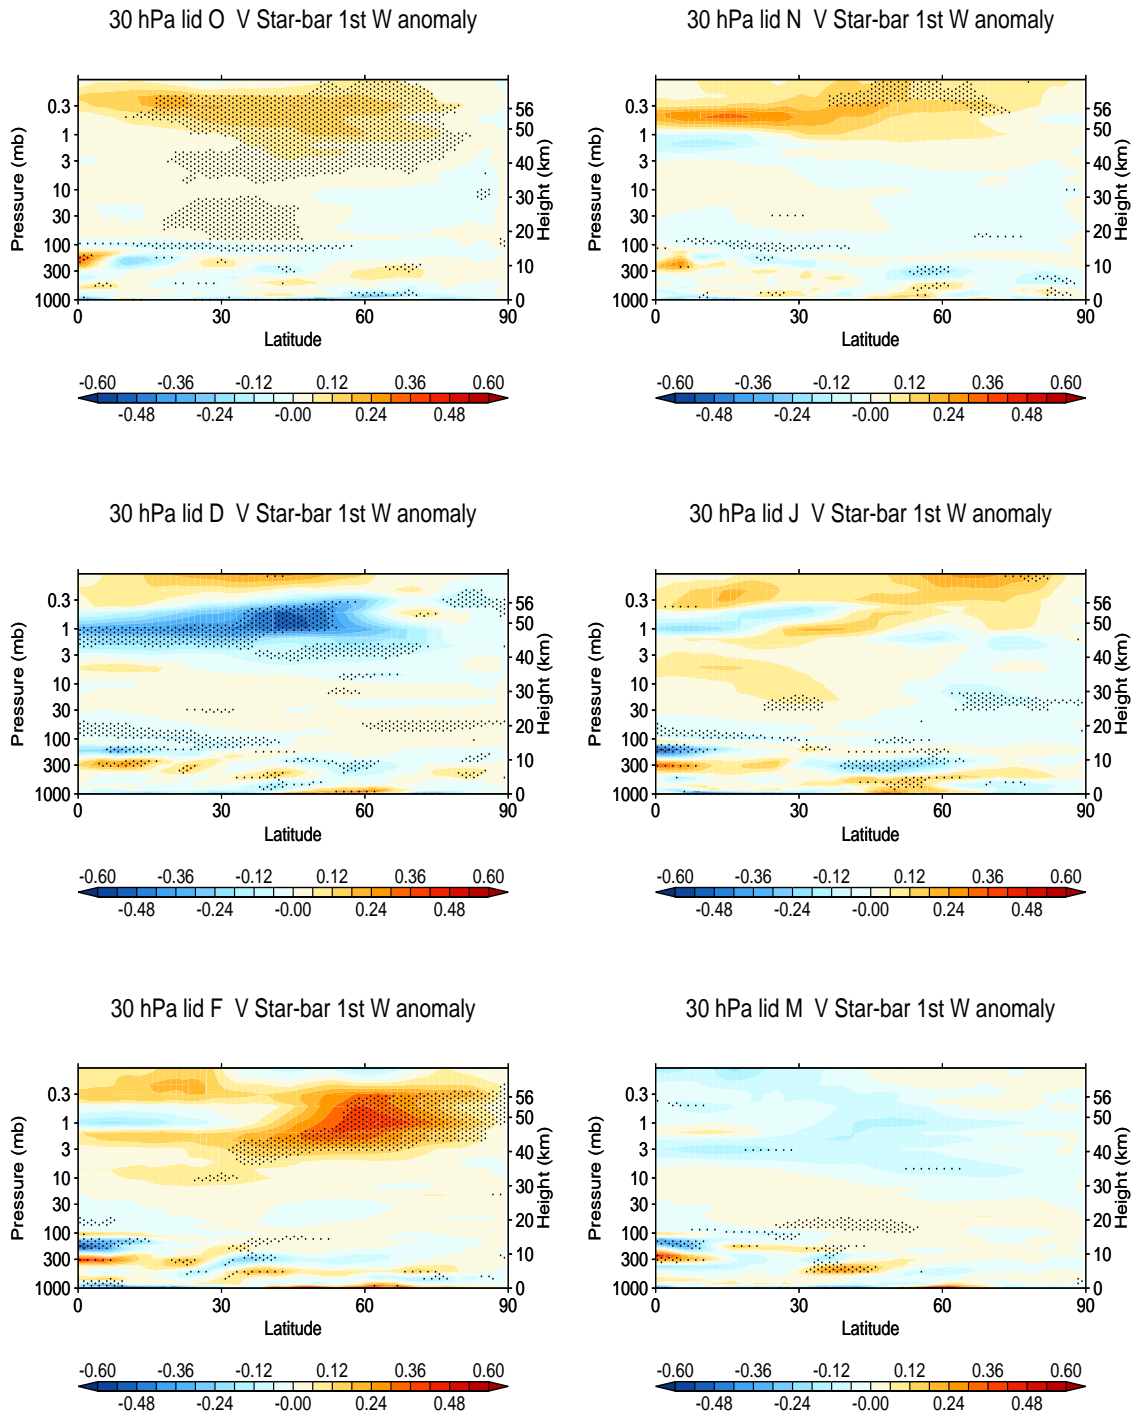 30 hPa lid O  V Star-bar 1st W anomaly
Pressure (mb)
0.3
1
3
10
30
100
300
1000
56
50
40
30
20
10
0
Height (km)
0 30 60 90
Latitude
-0.60 -0.36 -0.12 0.12 0.36 0.60
-0.48 -0.24 -0.00 0.24 0.48
30 hPa lid N  V Star-bar 1st W anomaly
Pressure (mb)
0.3
1
3
10
30
100
300
1000
56
50
40
30
20
10
0
Height (km)
0 30 60 90
Latitude
-0.60 -0.36 -0.12 0.12 0.36 0.60
-0.48 -0.24 -0.00 0.24 0.48
30 hPa lid D  V Star-bar 1st W anomaly
Pressure (mb)
0.3
1
3
10
30
100
300
1000
56
50
40
30
20
10
0
Height (km)
0 30 60 90
Latitude
-0.60 -0.36 -0.12 0.12 0.36 0.60
-0.48 -0.24 -0.00 0.24 0.48
30 hPa lid J  V Star-bar 1st W anomaly
Pressure (mb)
0.3
1
3
10
30
100
300
1000
56
50
40
30
20
10
0
Height (km)
0 30 60 90
Latitude
-0.60 -0.36 -0.12 0.12 0.36 0.60
-0.48 -0.24 -0.00 0.24 0.48
30 hPa lid F  V Star-bar 1st W anomaly
Pressure (mb)
0.3
1
3
10
30
100
300
1000
56
50
40
30
20
10
0
Height (km)
0 30 60 90
Latitude
-0.60 -0.36 -0.12 0.12 0.36 0.60
-0.48 -0.24 -0.00 0.24 0.48
30 hPa lid M  V Star-bar 1st W anomaly
Pressure (mb)
0.3
1
3
10
30
100
300
1000
56
50
40
30
20
10
0
Height (km)
0 30 60 90
Latitude
-0.60 -0.36 -0.12 0.12 0.36 0.60
-0.48 -0.24 -0.00 0.24 0.48